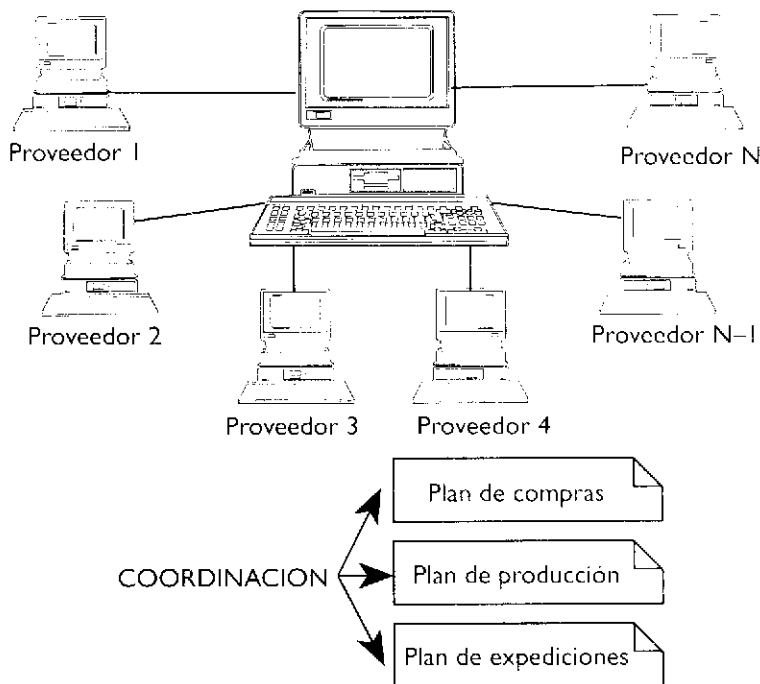 Proveedor 1
Proveedor N
Proveedor 2
Proveedor N–1
Proveedor 3
Proveedor 4
Plan de compras
COORDINACION
Plan de producción
Plan de expediciones